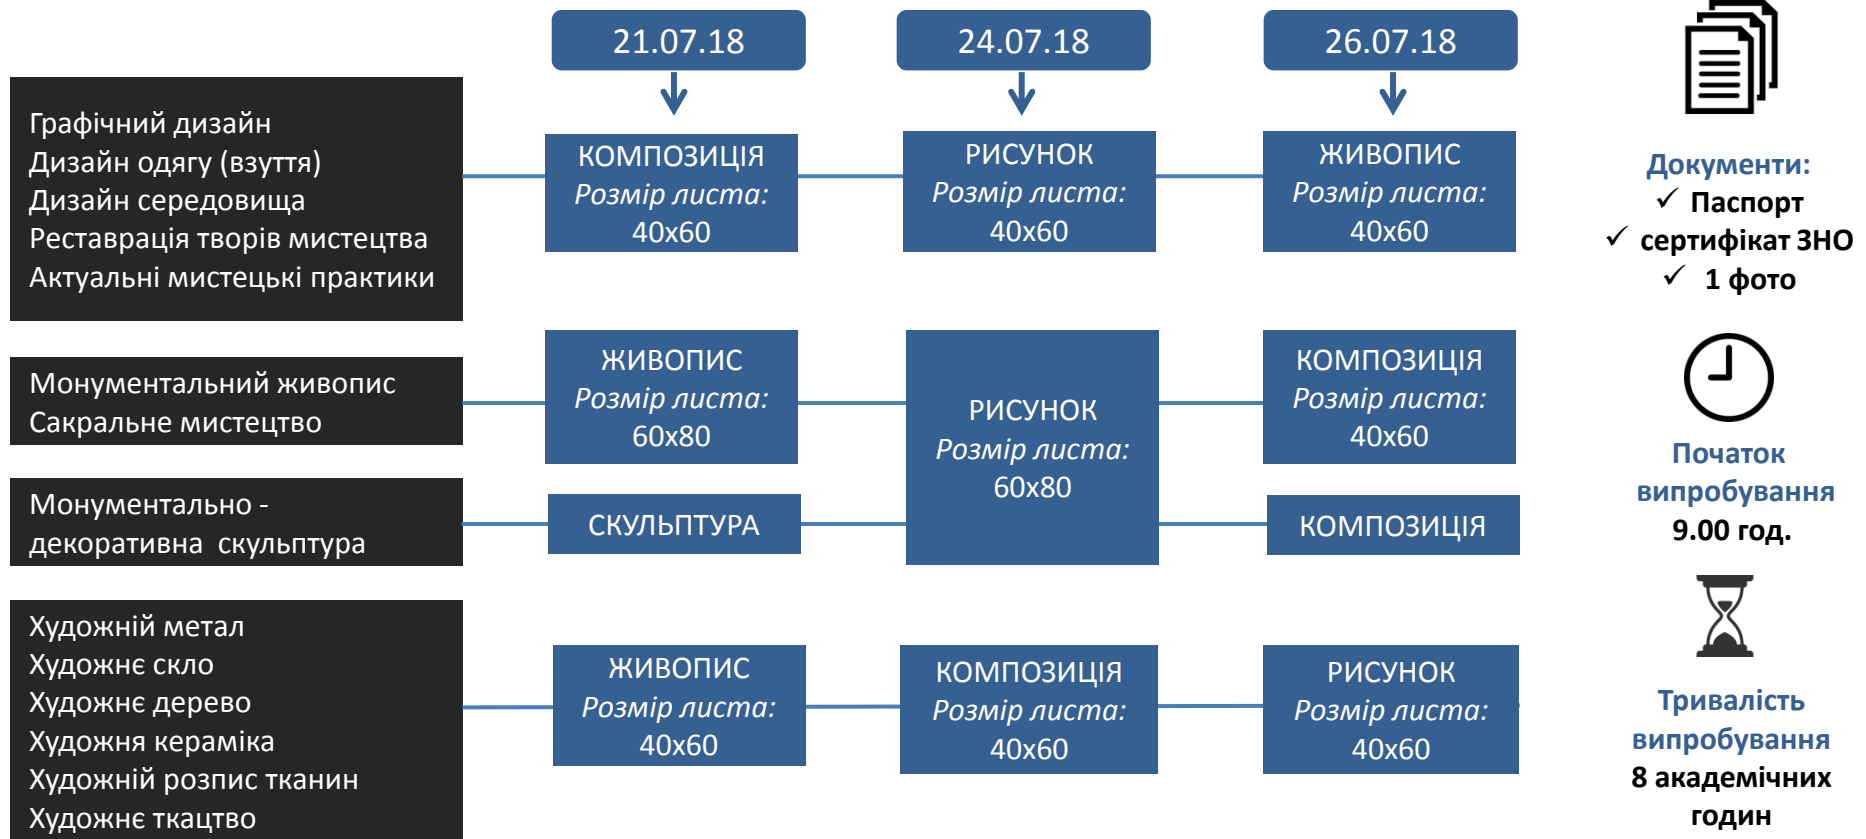 21.07.18
24.07.18
26.07.18
Графічний дизайн
Дизайн одягу (взуття)
Дизайн середовища
Реставрація творів мистецтва
Актуальні мистецькі практики
КОМПОЗИЦІЯ
Розмір листа:
40х60
РИСУНОК
Розмір листа:
40х60
ЖИВОПИС
Розмір листа:
40х60
Монументальний живопис
Сакральне мистецтво
ЖИВОПИС
Розмір листа:
60х80
РИСУНОК
Розмір листа:
60х80
КОМПОЗИЦІЯ
Розмір листа:
40х60
Монументально -
декоративна скульптура
СКУЛЬПТУРА
КОМПОЗИЦІЯ
Художній метал
Художнє скло
Художнє дерево
Художня кераміка
Художній розпис тканин
Художнє ткацтво
ЖИВОПИС
Розмір листа:
40х60
КОМПОЗИЦІЯ
Розмір листа:
40х60
РИСУНОК
Розмір листа:
40х60
Документи:
✓ Паспорт
✓ сертифікат ЗНО
✓ 1 фото
Початок
випробування
9.00 год.
Тривалість
випробування
8 академічних
годин